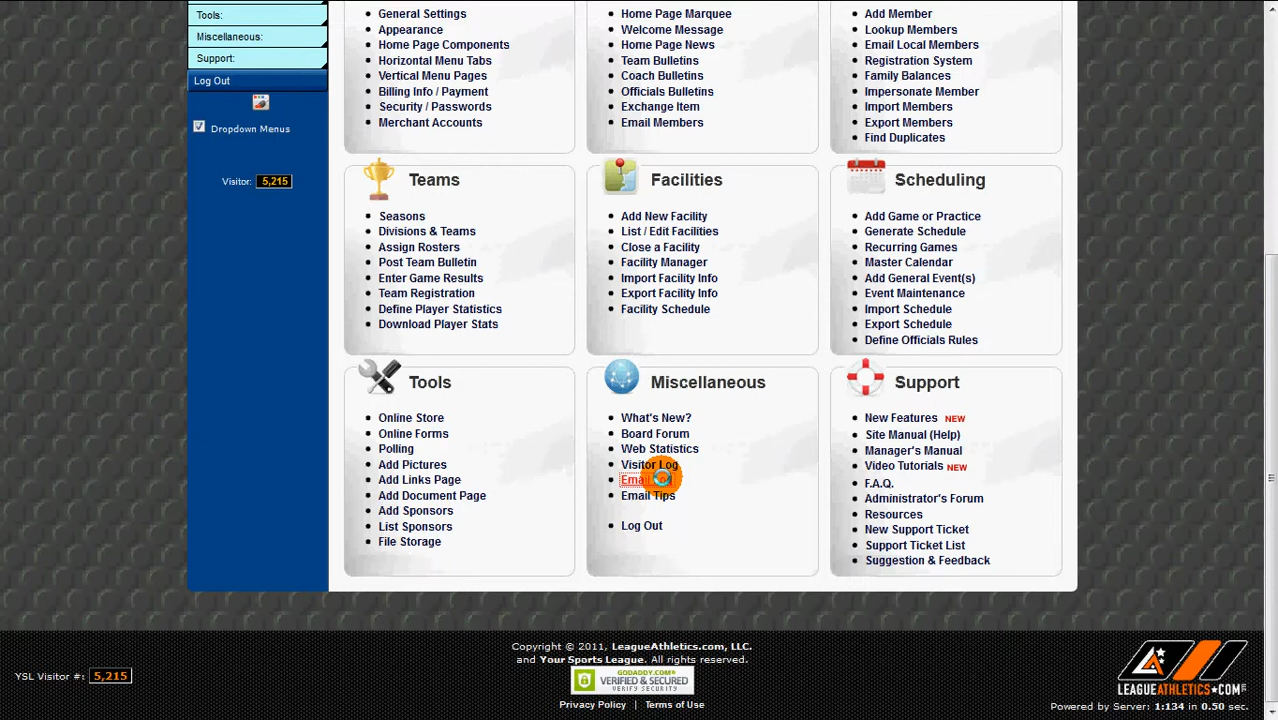 Tools:
Miscellaneous:
Support:
Log Out
Dropdown Menus
Visitor: 5,215
General Settings
Appearance
Home Page Components
Horizontal Menu Tabs
Vertical Menu Pages
Billing Info / Payment
Security / Passwords
Merchant Accounts
Home Page Marquee
Welcome Message
Home Page News
Team Bulletins
Coach Bulletins
Officials Bulletins
Exchange Item
Email Members
Add Member
Lookup Members
Email Local Members
Registration System
Family Balances
Impersonate Member
Import Members
Export Members
Find Duplicates
Teams
Seasons
Divisions & Teams
Assign Rosters
Post Team Bulletin
Enter Game Results
Team Registration
Define Player Statistics
Download Player Stats
Facilities
Add New Facility
List / Edit Facilities
Close a Facility
Facility Manager
Import Facility Info
Export Facility Info
Facility Schedule
Scheduling
Add Game or Practice
Generate Schedule
Recurring Games
Master Calendar
Add General Event(s)
Event Maintenance
Import Schedule
Export Schedule
Define Officials Rules
Tools
Online Store
Online Forms
Polling
Add Pictures
Add Links Page
Add Document Page
Add Sponsors
List Sponsors
File Storage
Miscellaneous
What's New?
Board Forum
Web Statistics
Visitor Log
Email
Email Tips
Log Out
Support
New Features NEW
Site Manual (Help)
Manager's Manual
Video Tutorials NEW
F.A.Q.
Administrator's Forum
Resources
New Support Ticket
Support Ticket List
Suggestion & Feedback
YSL Visitor #: 5,215
Copyright © 2011, LeagueAthletics.com, LLC.
and Your Sports League. All rights reserved.
GODADDY.COM
VERIFIED & SECURED
VERIFY SECURITY
Privacy Policy | Terms of Use
LEAGUEATHLETICS★COM
Powered by Server: 1:134 in 0.50 sec.